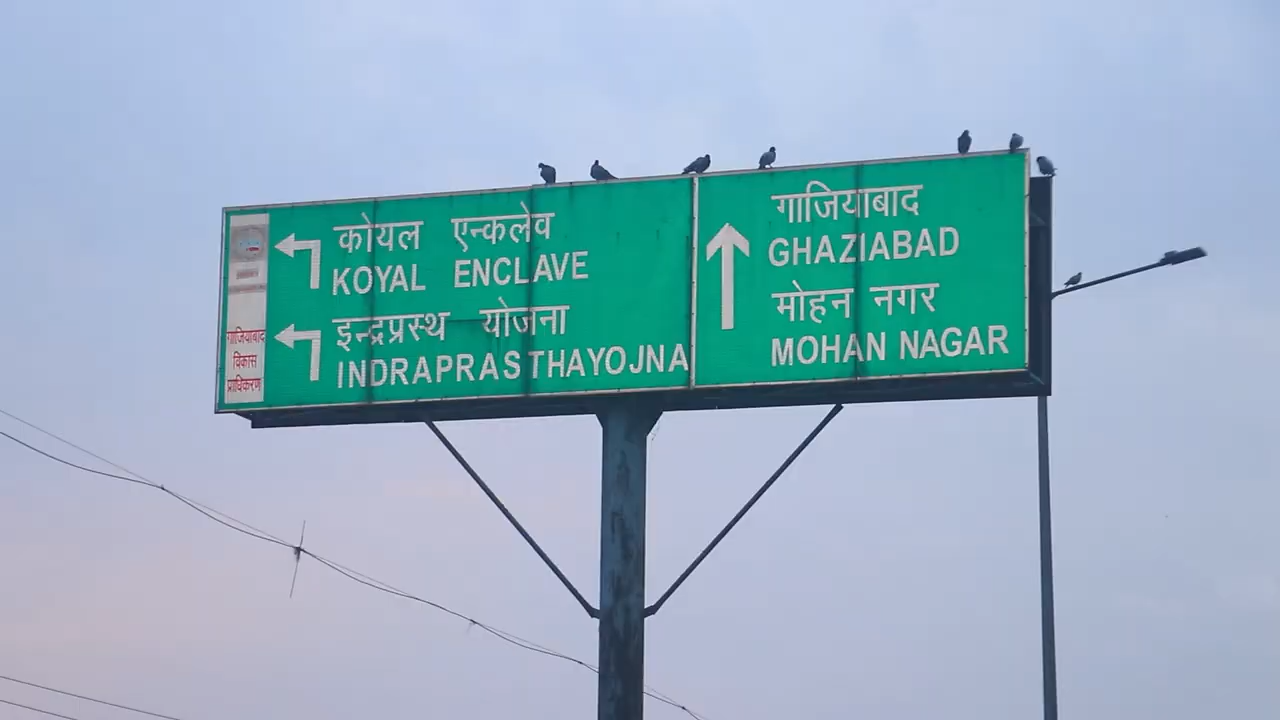 कोयल एन्कलेव
KOYAL ENCLAVE
इन्द्रप्रस्थ योजना
INDRAPRASTHAYOJNA
गाजियाबाद
विकास
प्राधिकरण
गाजियाबाद
GHAZIABAD
मोहन नगर
MOHAN NAGAR